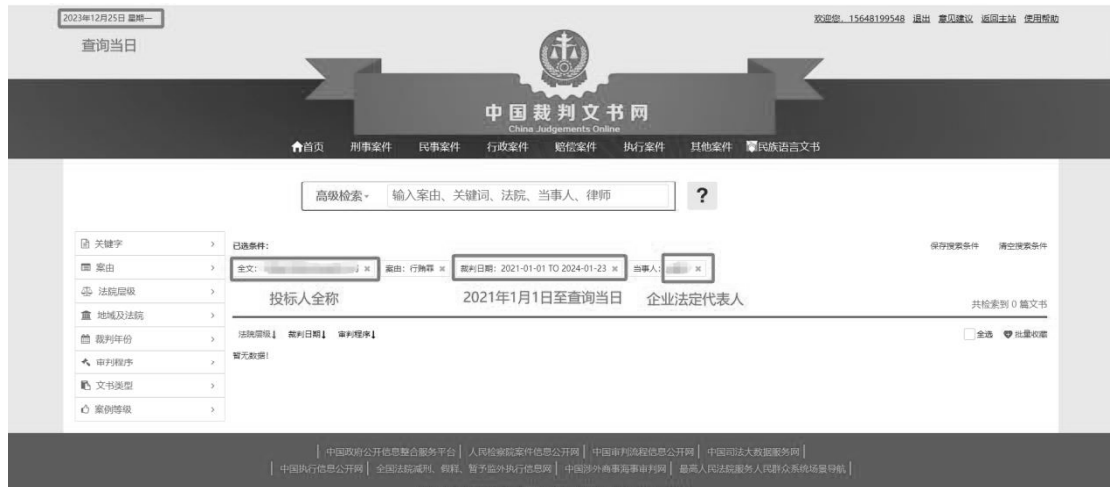 2023年12月25日 星期一
欢迎您，15648199548 退出 意见建议 返回主站 使用帮助
查询当日
中国裁判文书网
China Judgements Online
首页 刑事案件 民事案件 行政案件 赔偿案件 执行案件 其他案件 民族语言文书
高级检索 输入案由、关键词、法院、当事人、律师 ?
关键字
已选条件： 保存搜索条件 清空搜索条件
案由
全文： × 案由：行贿罪 × 裁判日期：2021-01-01 TO 2024-01-23 × 当事人： ×
法院层级
投标人全称 2021年1月1日至查询当日 企业法定代表人
地域及法院
共检索到 0 篇文书
裁判年份
法院层级↓ 裁判日期↓ 审判程序↓ 全选 批量收藏
审判程序
暂无数据!
文书类型
案例等级
| 中国政府公开信息整合服务平台 | 人民检察院案件信息公开网 | 中国审判流程信息公开网 | 中国司法大数据服务网 |
| 中国执行信息公开网 | 全国法院减刑、假释、暂予监外执行信息网 | 中国涉外商事海事审判网 | 最高人民法院服务人民群众系统场景导航 |